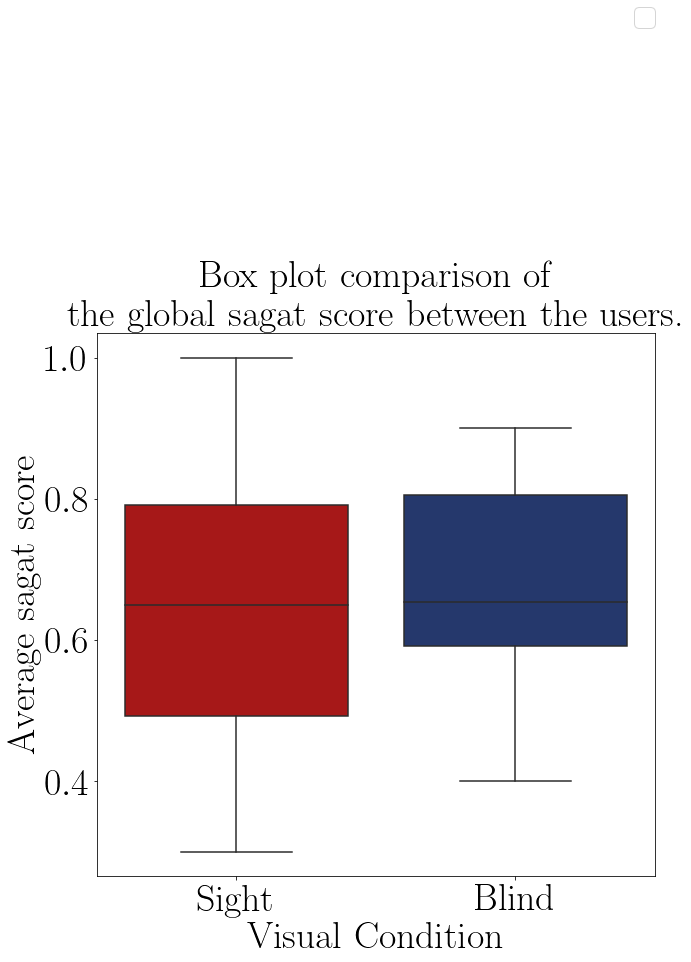 Box plot comparison of
the global sagat score between the users.
Average sagat score
1.0
0.8
0.6
0.4
Sight
Blind
Visual Condition